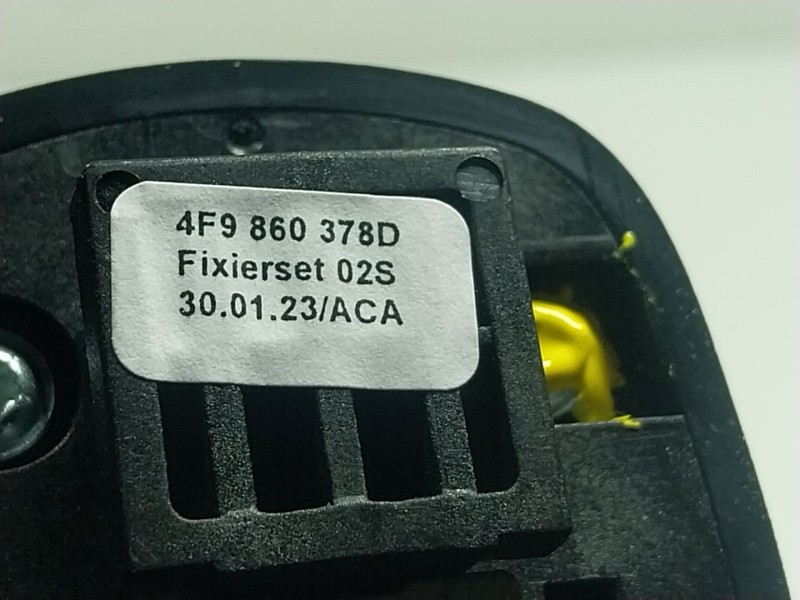 4F9 860 378D
Fixierset 02S
30.01.23/ACA